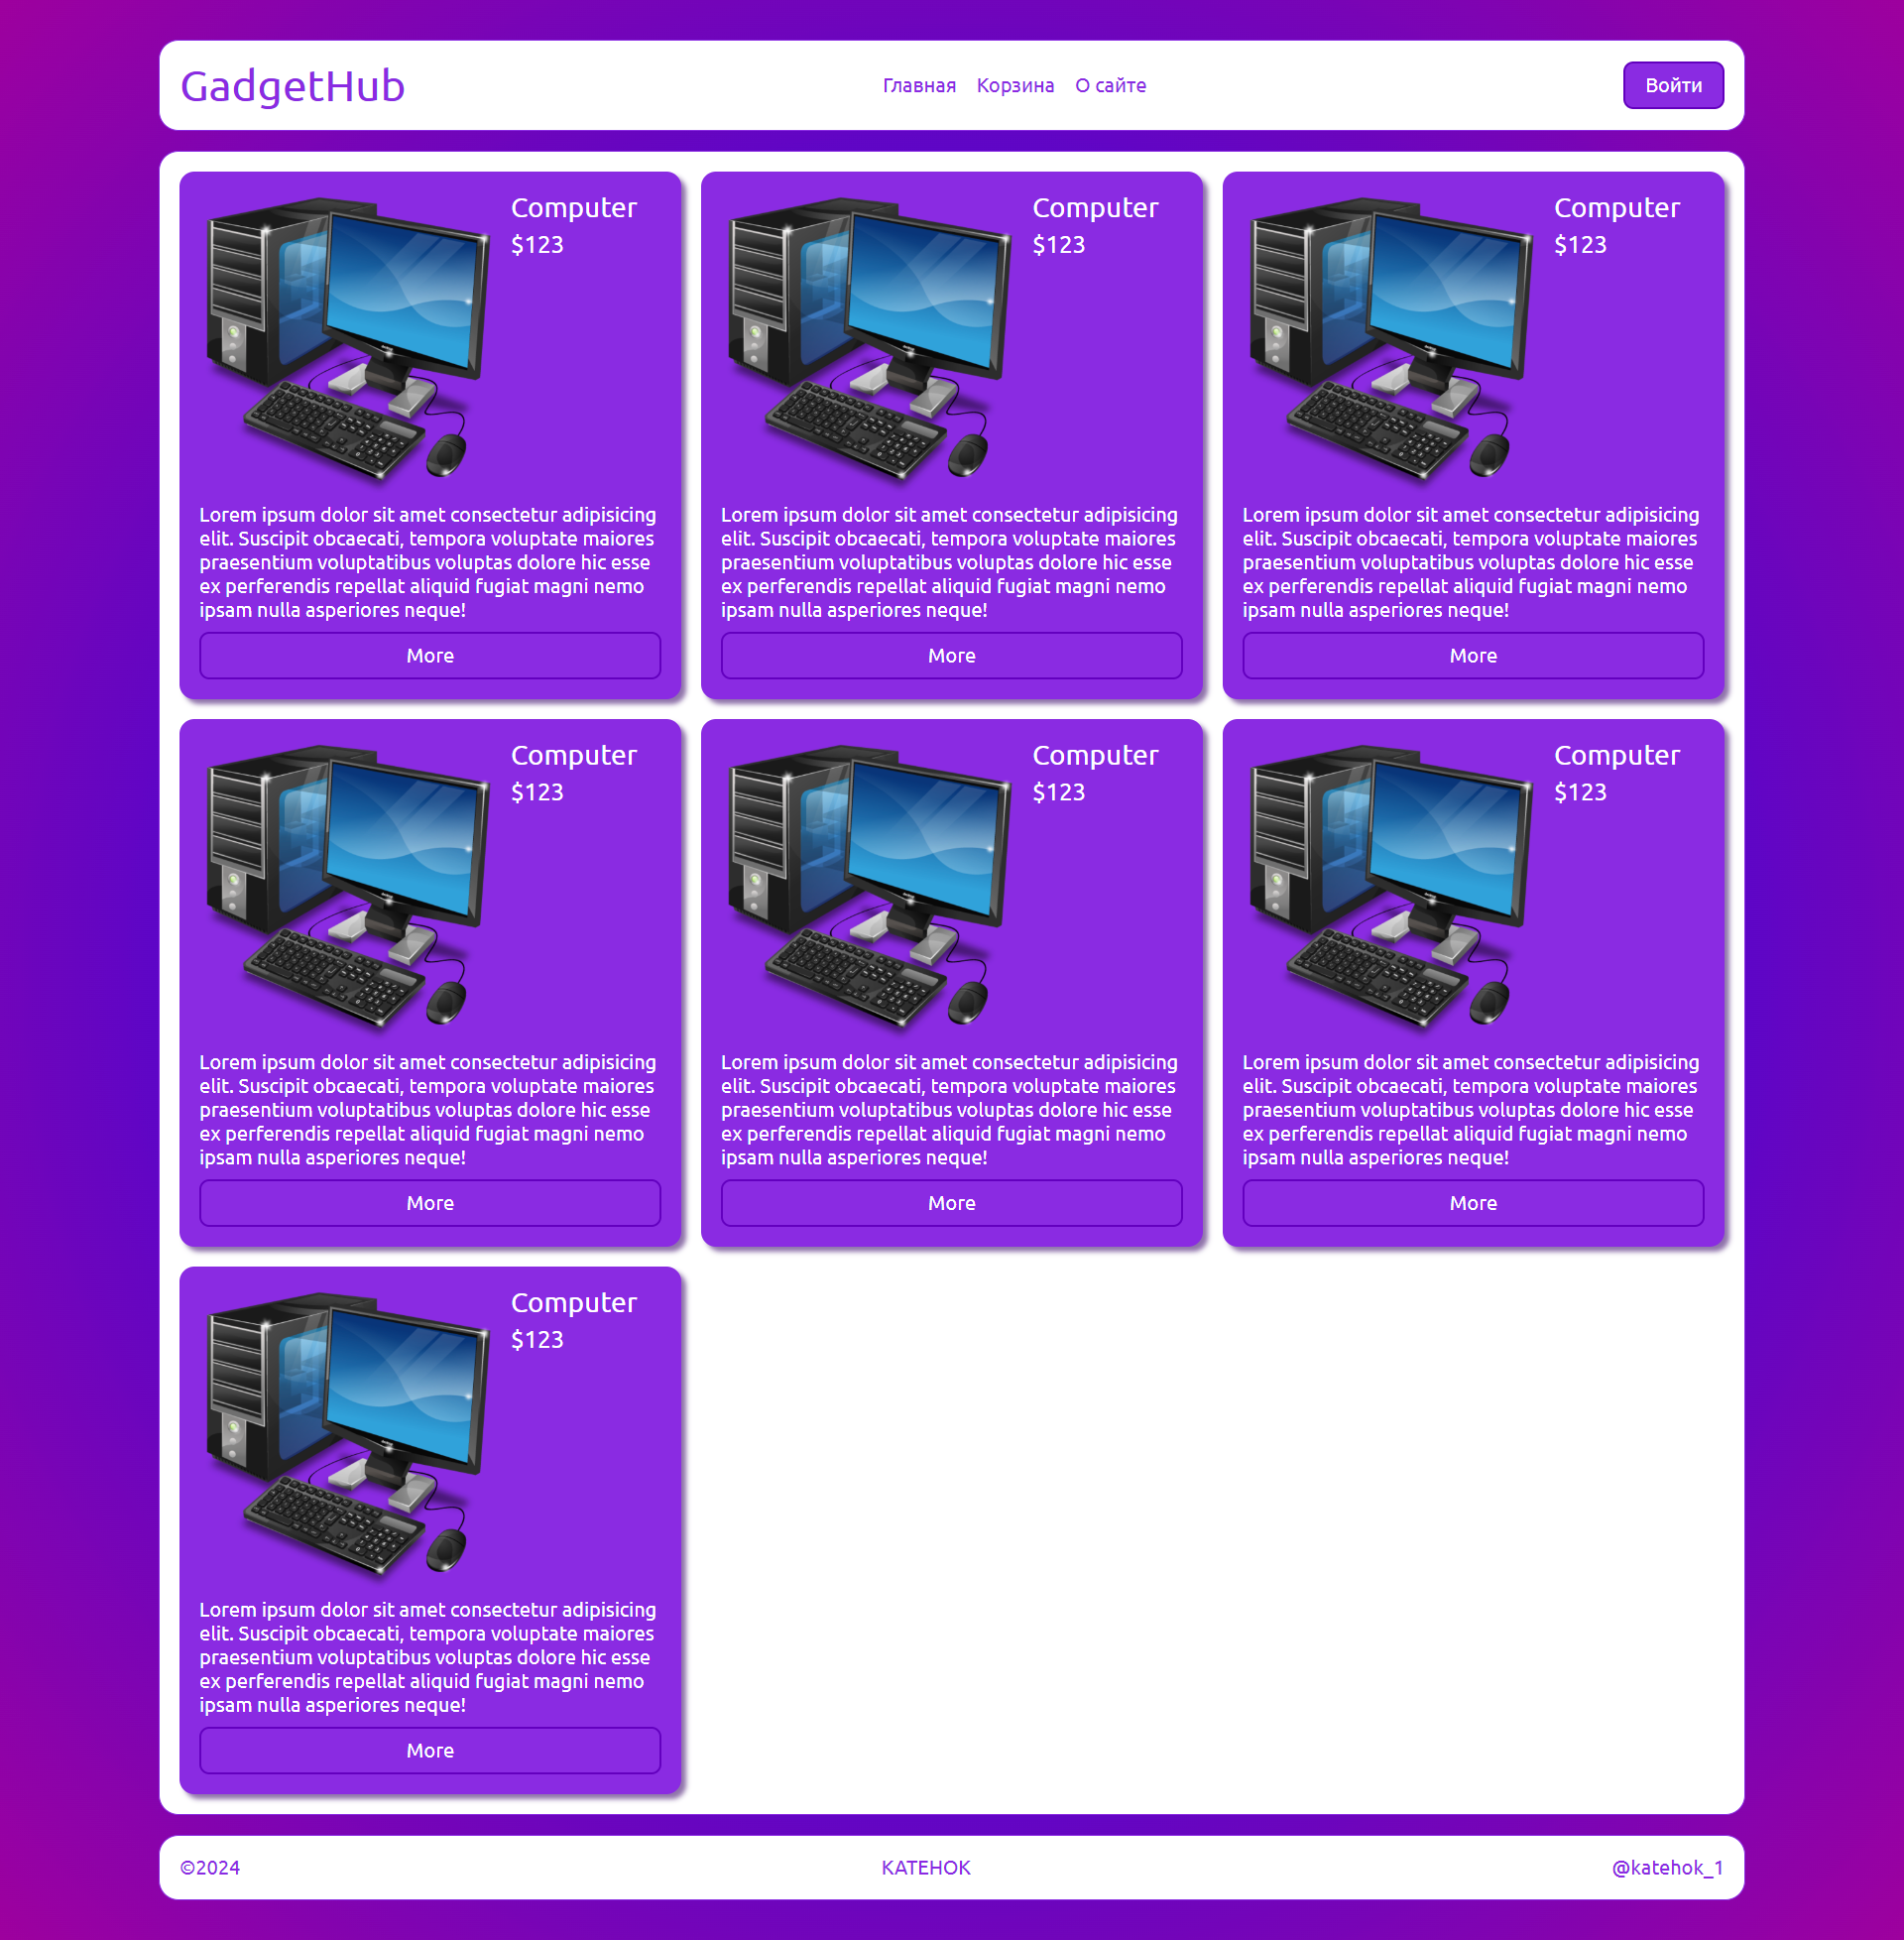 GadgetHub
Главная Корзина О сайте
Войти
Computer
$123
Lorem ipsum dolor sit amet consectetur adipisicing
elit. Suscipit obcaecati, tempora voluptate maiores
praesentium voluptatibus voluptas dolore hic esse
ex perferendis repellat aliquid fugiat magni nemo
ipsam nulla asperiores neque!
More
Computer
$123
Lorem ipsum dolor sit amet consectetur adipisicing
elit. Suscipit obcaecati, tempora voluptate maiores
praesentium voluptatibus voluptas dolore hic esse
ex perferendis repellat aliquid fugiat magni nemo
ipsam nulla asperiores neque!
More
Computer
$123
Lorem ipsum dolor sit amet consectetur adipisicing
elit. Suscipit obcaecati, tempora voluptate maiores
praesentium voluptatibus voluptas dolore hic esse
ex perferendis repellat aliquid fugiat magni nemo
ipsam nulla asperiores neque!
More
Computer
$123
Lorem ipsum dolor sit amet consectetur adipisicing
elit. Suscipit obcaecati, tempora voluptate maiores
praesentium voluptatibus voluptas dolore hic esse
ex perferendis repellat aliquid fugiat magni nemo
ipsam nulla asperiores neque!
More
Computer
$123
Lorem ipsum dolor sit amet consectetur adipisicing
elit. Suscipit obcaecati, tempora voluptate maiores
praesentium voluptatibus voluptas dolore hic esse
ex perferendis repellat aliquid fugiat magni nemo
ipsam nulla asperiores neque!
More
Computer
$123
Lorem ipsum dolor sit amet consectetur adipisicing
elit. Suscipit obcaecati, tempora voluptate maiores
praesentium voluptatibus voluptas dolore hic esse
ex perferendis repellat aliquid fugiat magni nemo
ipsam nulla asperiores neque!
More
Computer
$123
Lorem ipsum dolor sit amet consectetur adipisicing
elit. Suscipit obcaecati, tempora voluptate maiores
praesentium voluptatibus voluptas dolore hic esse
ex perferendis repellat aliquid fugiat magni nemo
ipsam nulla asperiores neque!
More
©2024
KATEHOK
@katehok_1